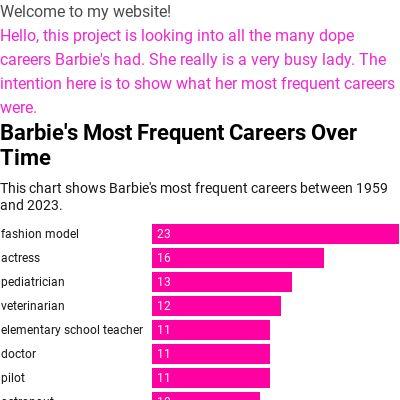 Welcome to my website!
Hello, this project is looking into all the many dope
careers Barbie's had. She really is a very busy lady. The
intention here is to show what her most frequent careers
were.
Barbie's Most Frequent Careers Over
Time
This chart shows Barbie's most frequent careers between 1959
and 2023.
fashion model 23
actress 16
pediatrician 13
veterinarian 12
elementary school teacher 11
doctor 11
pilot 11